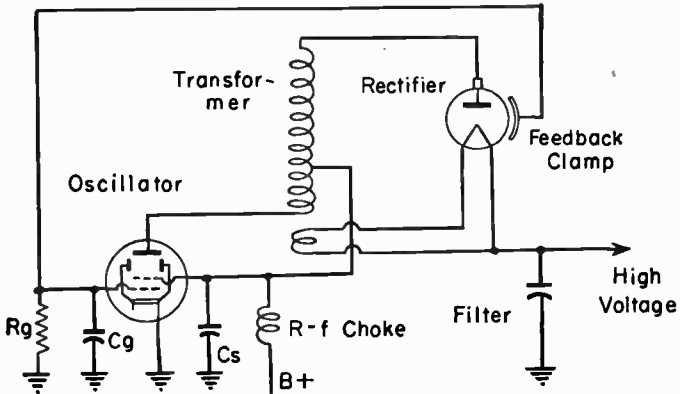 Transfor-
mer
Rectifier
Feedback
Clamp
Oscillator
High
Voltage
Filter
Rg
Cg
Cs
R-f Choke
B+